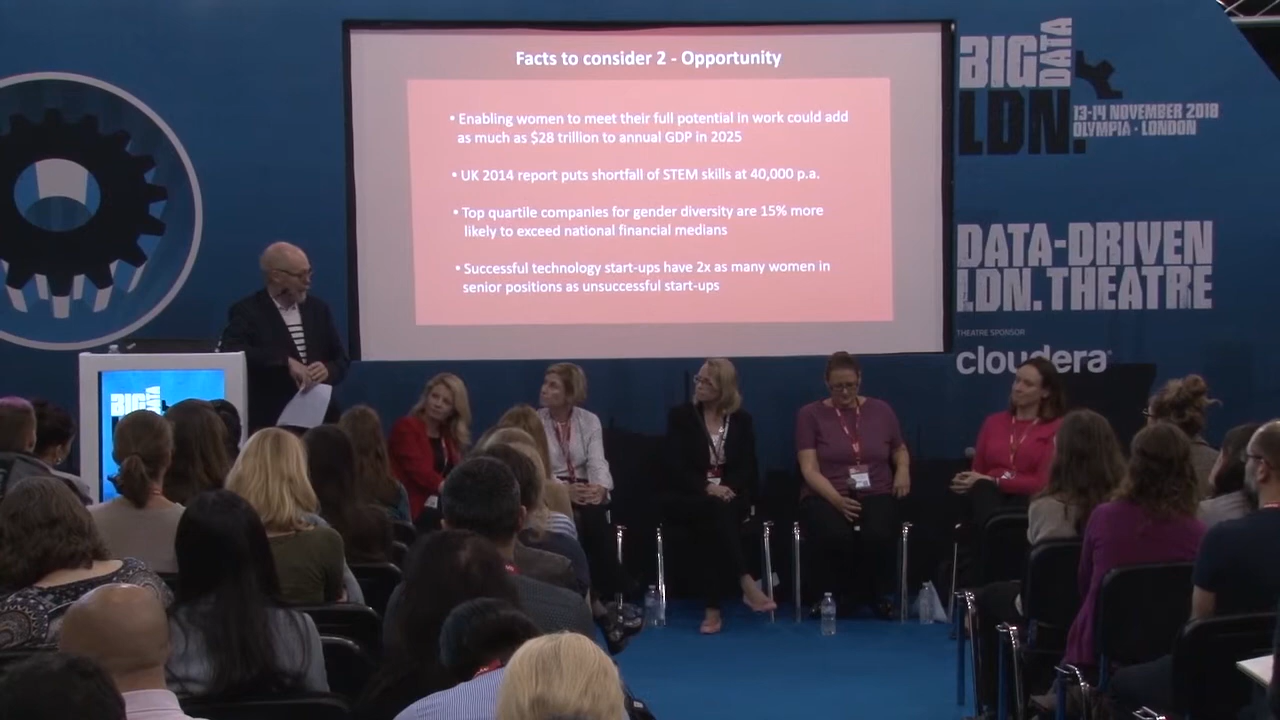 Facts to consider 2 - Opportunity
• Enabling women to meet their full potential in work could add
as much as $28 trillion to annual GDP in 2025
• UK 2014 report puts shortfall of STEM skills at 40,000 p.a.
• Top quartile companies for gender diversity are 15% more
likely to exceed national financial medians
• Successful technology start-ups have 2x as many women in
senior positions as unsuccessful start-ups
BIG DATA
LDN.
13-14 NOVEMBER 2018
OLYMPIA · LONDON
DATA-DRIVEN
LDN. THEATRE
THEATRE SPONSOR
cloudera
BIG DATA